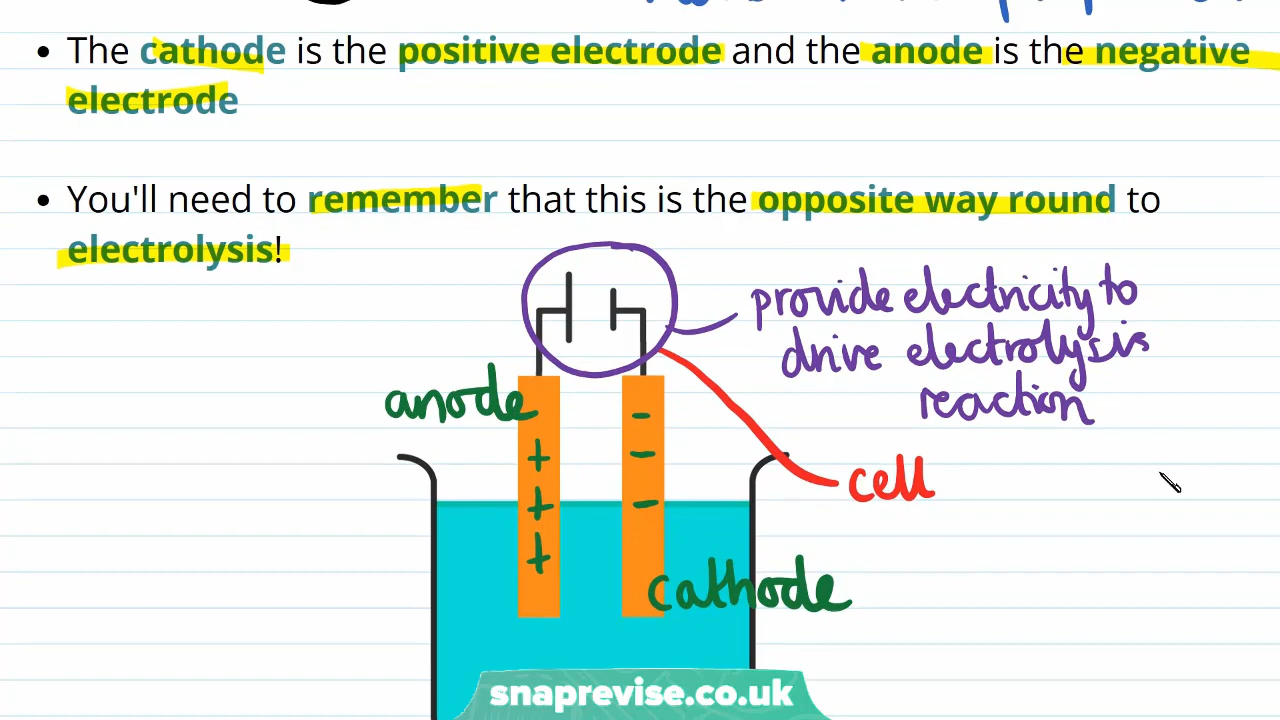 • The cathode is the positive electrode and the anode is the negative
electrode
• You'll need to remember that this is the opposite way round to
electrolysis!
provide electricity to
drive electrolysis
reaction
anode
+
+
+
-
-
-
cell
cathode
snaprevise.co.uk